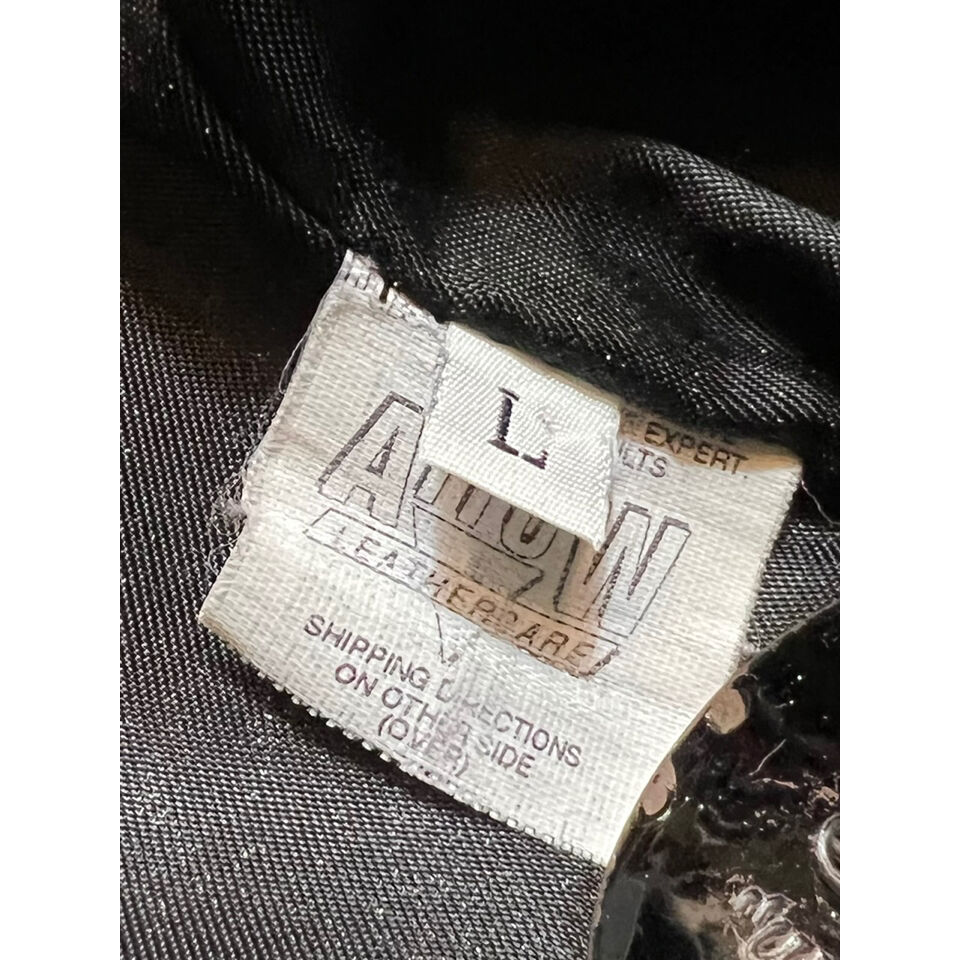 L
EXPERT
ARROW
LEATHERCARE
SHIPPING DIRECTIONS
ON OTHER SIDE
(OVER)